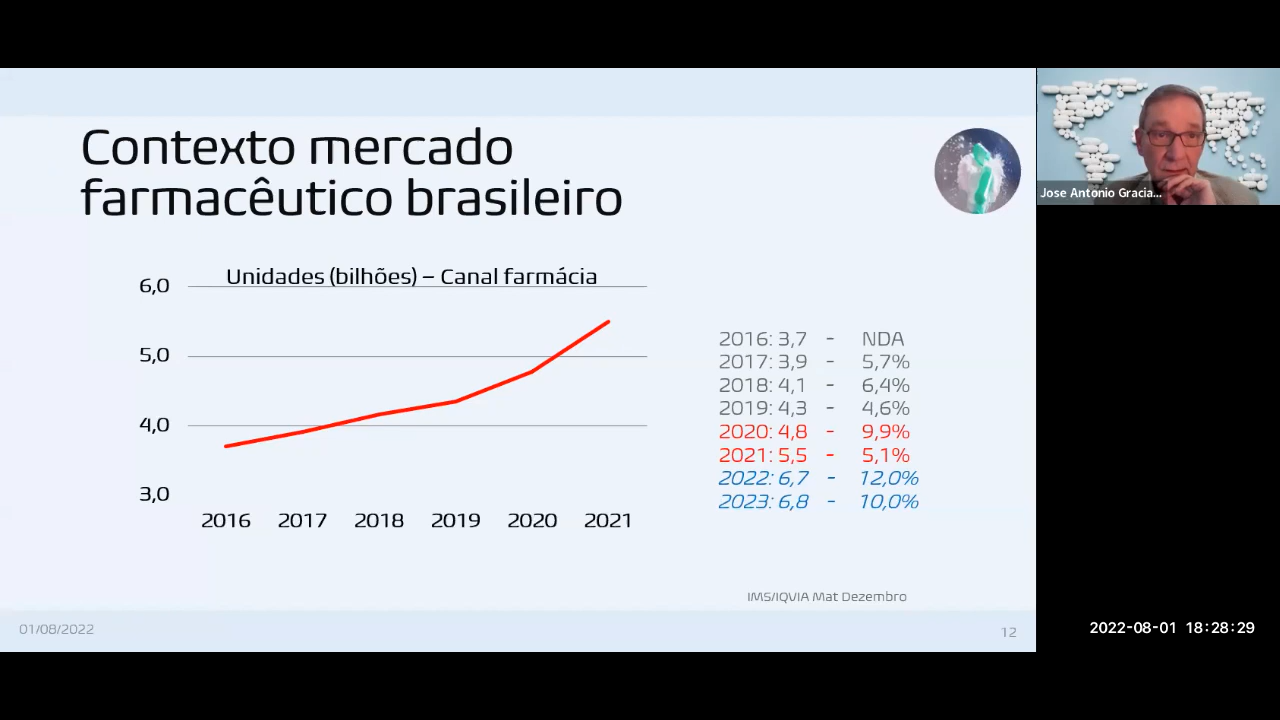 Contexto mercado
farmacêutico brasileiro
Unidades (bilhões) – Canal farmácia
6,0
5,0
4,0
3,0
2016 2017 2018 2019 2020 2021
2016: 3,7 - NDA
2017: 3,9 - 5,7%
2018: 4,1 - 6,4%
2019: 4,3 - 4,6%
2020: 4,8 - 9,9%
2021: 5,5 - 5,1%
2022: 6,7 - 12,0%
2023: 6,8 - 10,0%
IMS/IQVIA Mat Dezembro
01/08/2022
12
Jose Antonio Gracia...
2022-08-01 18:28:29